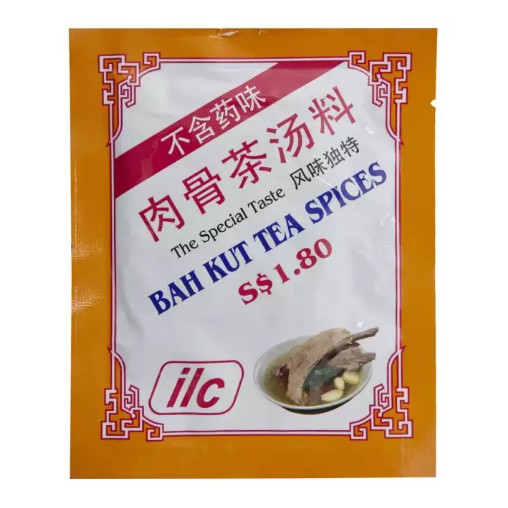 不含药味
肉骨茶汤料
The Special Taste 风味独特
BAH KUT TEA SPICES
S$1.80
ilc